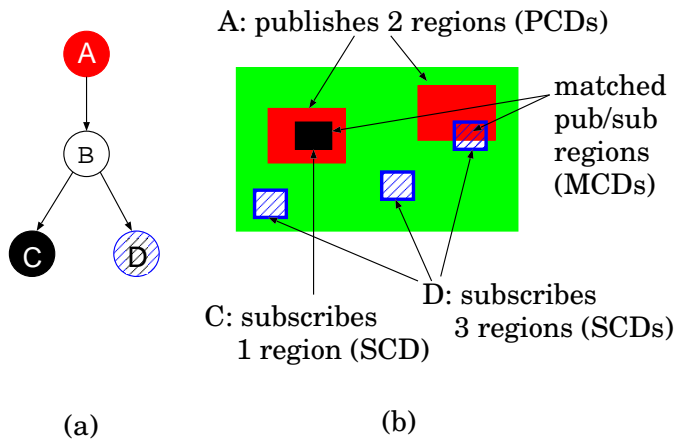 A
B
C
D
(a)
A: publishes 2 regions (PCDs)
matched
pub/sub
regions
(MCDs)
D: subscribes
3 regions (SCDs)
C: subscribes
1 region (SCD)
(b)